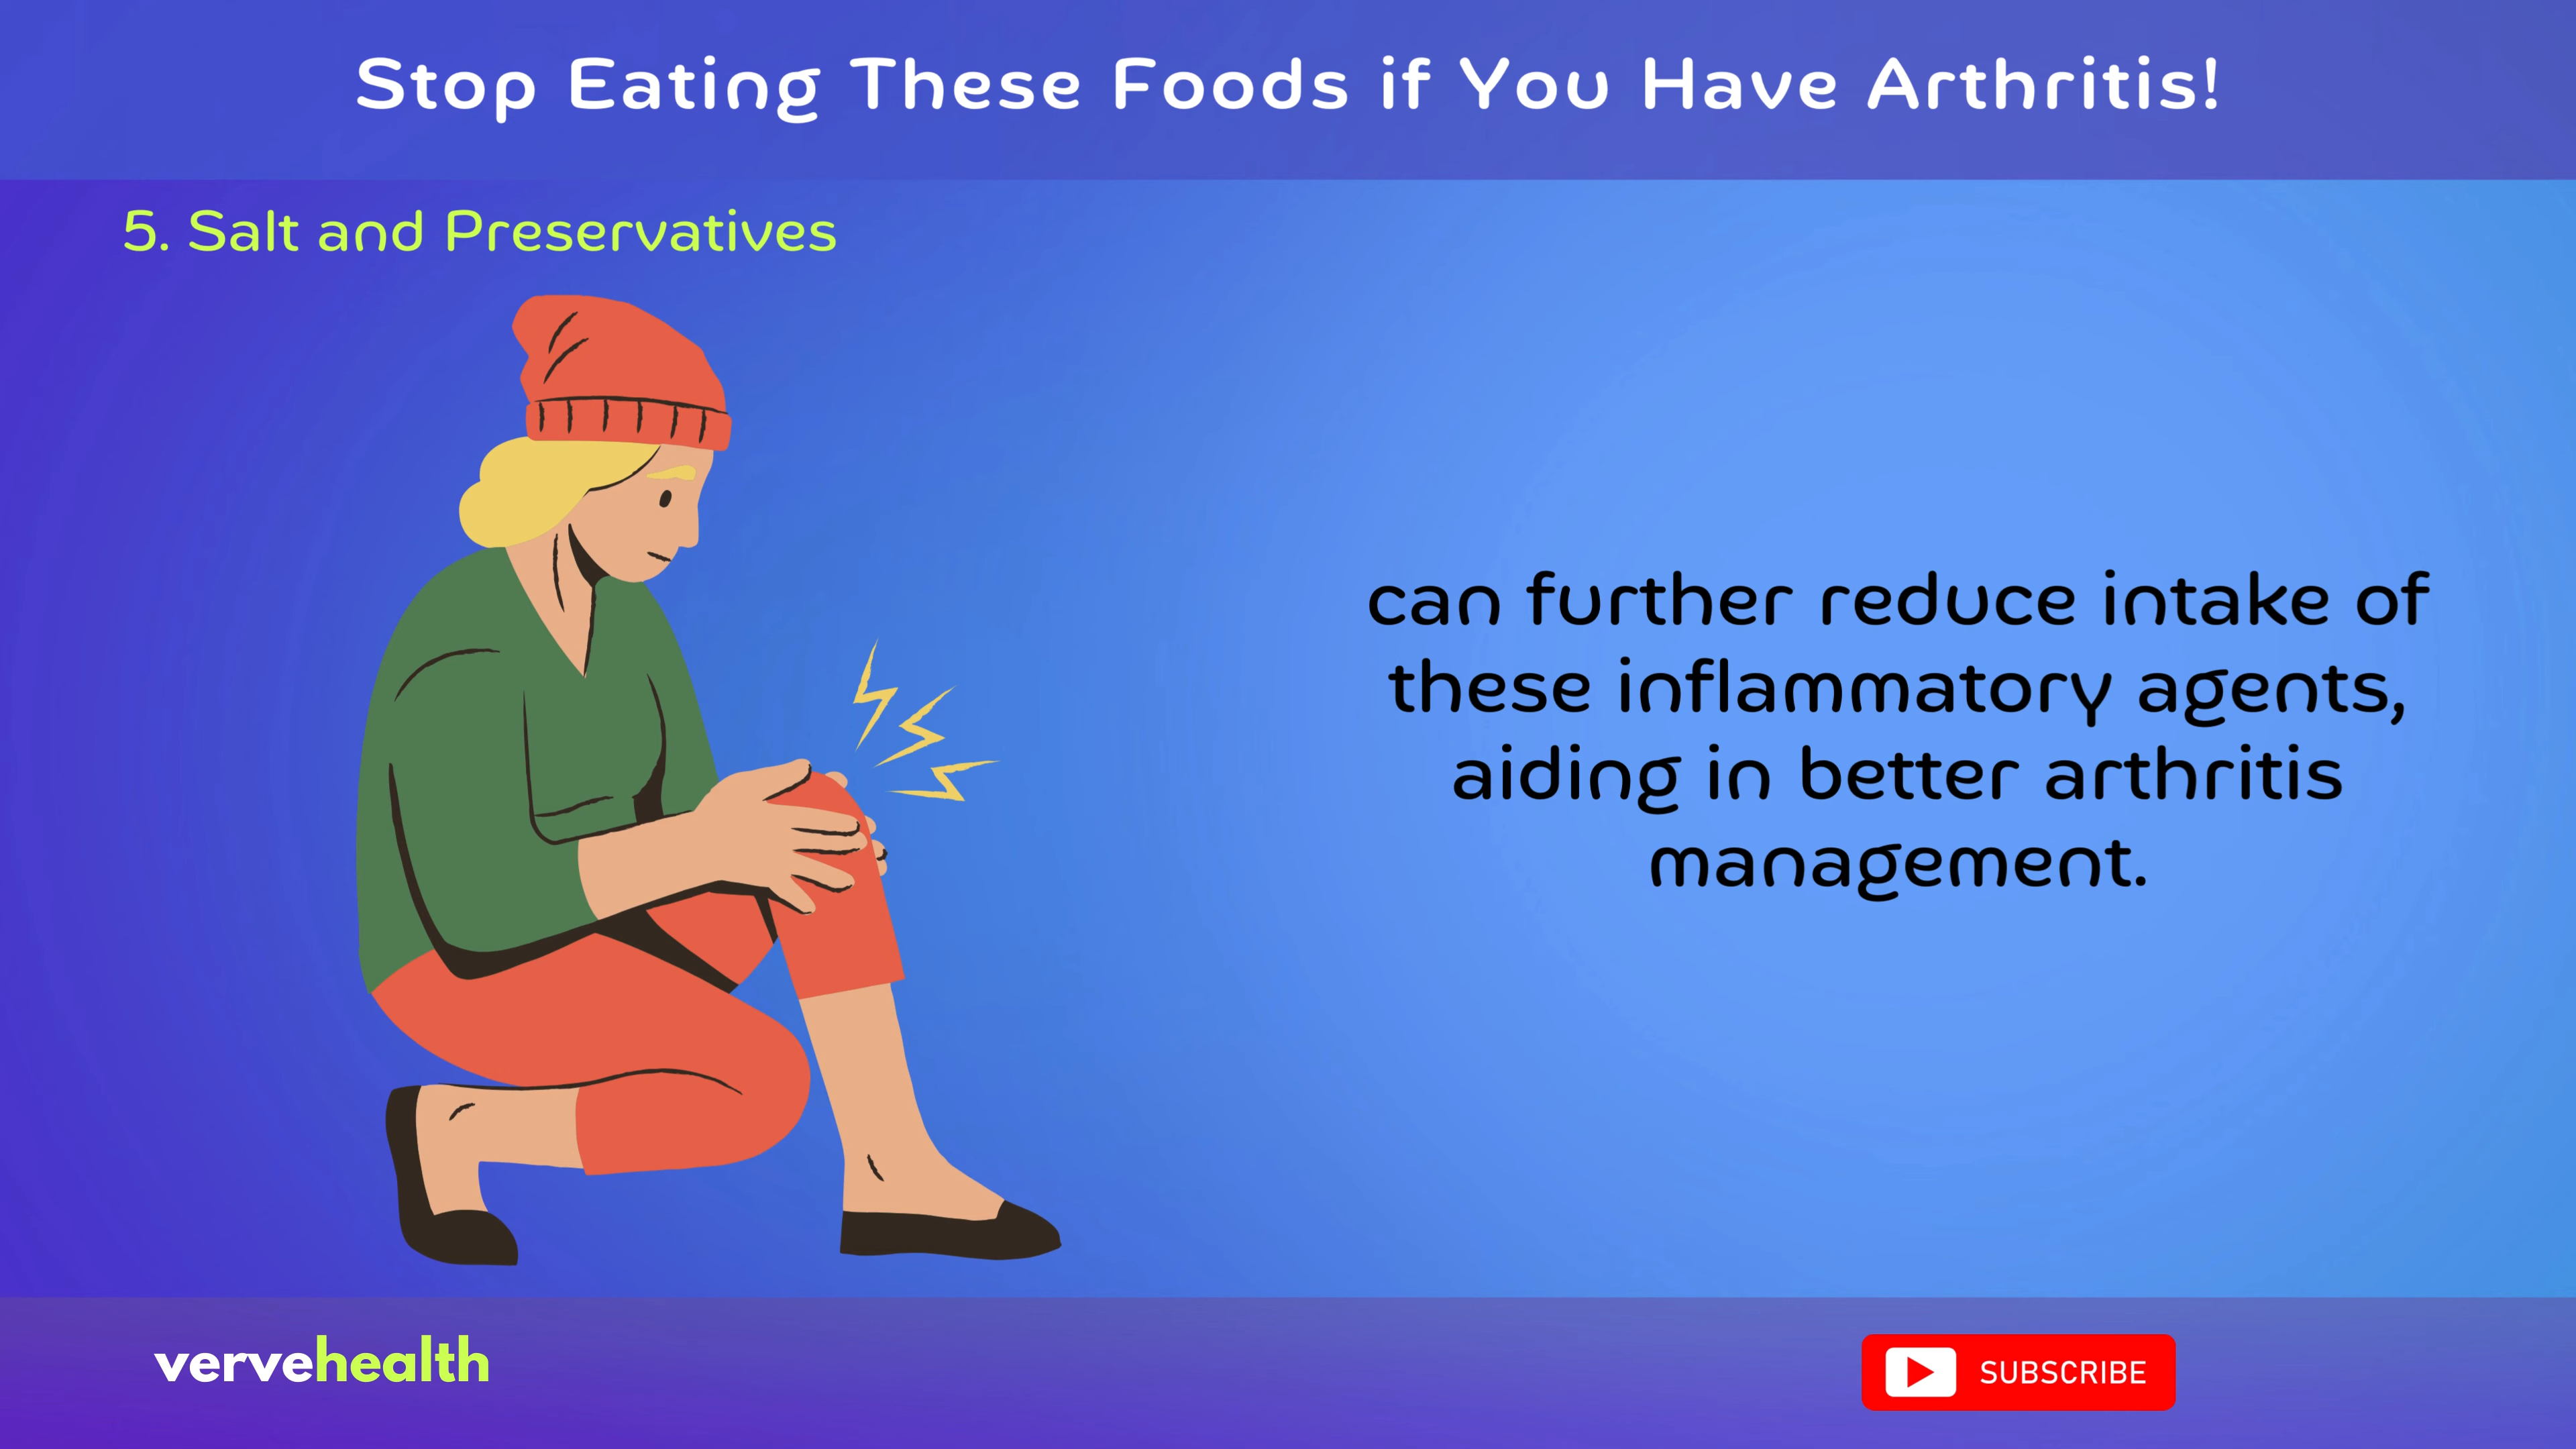 Stop Eating These Foods if You Have Arthritis!
5. Salt and Preservatives
can further reduce intake of
these inflammatory agents,
aiding in better arthritis
management.
vervehealth
SUBSCRIBE